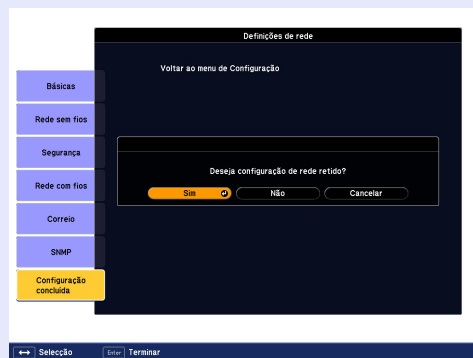 Definições de rede
Voltar ao menu de Configuração
Básicas
Rede sem fios
Segurança
Rede com fios
Correio
SNMP
Configuração
concluída
Deseja configuração de rede retido?
Sim
Não
Cancelar
Selecção
Enter Terminar